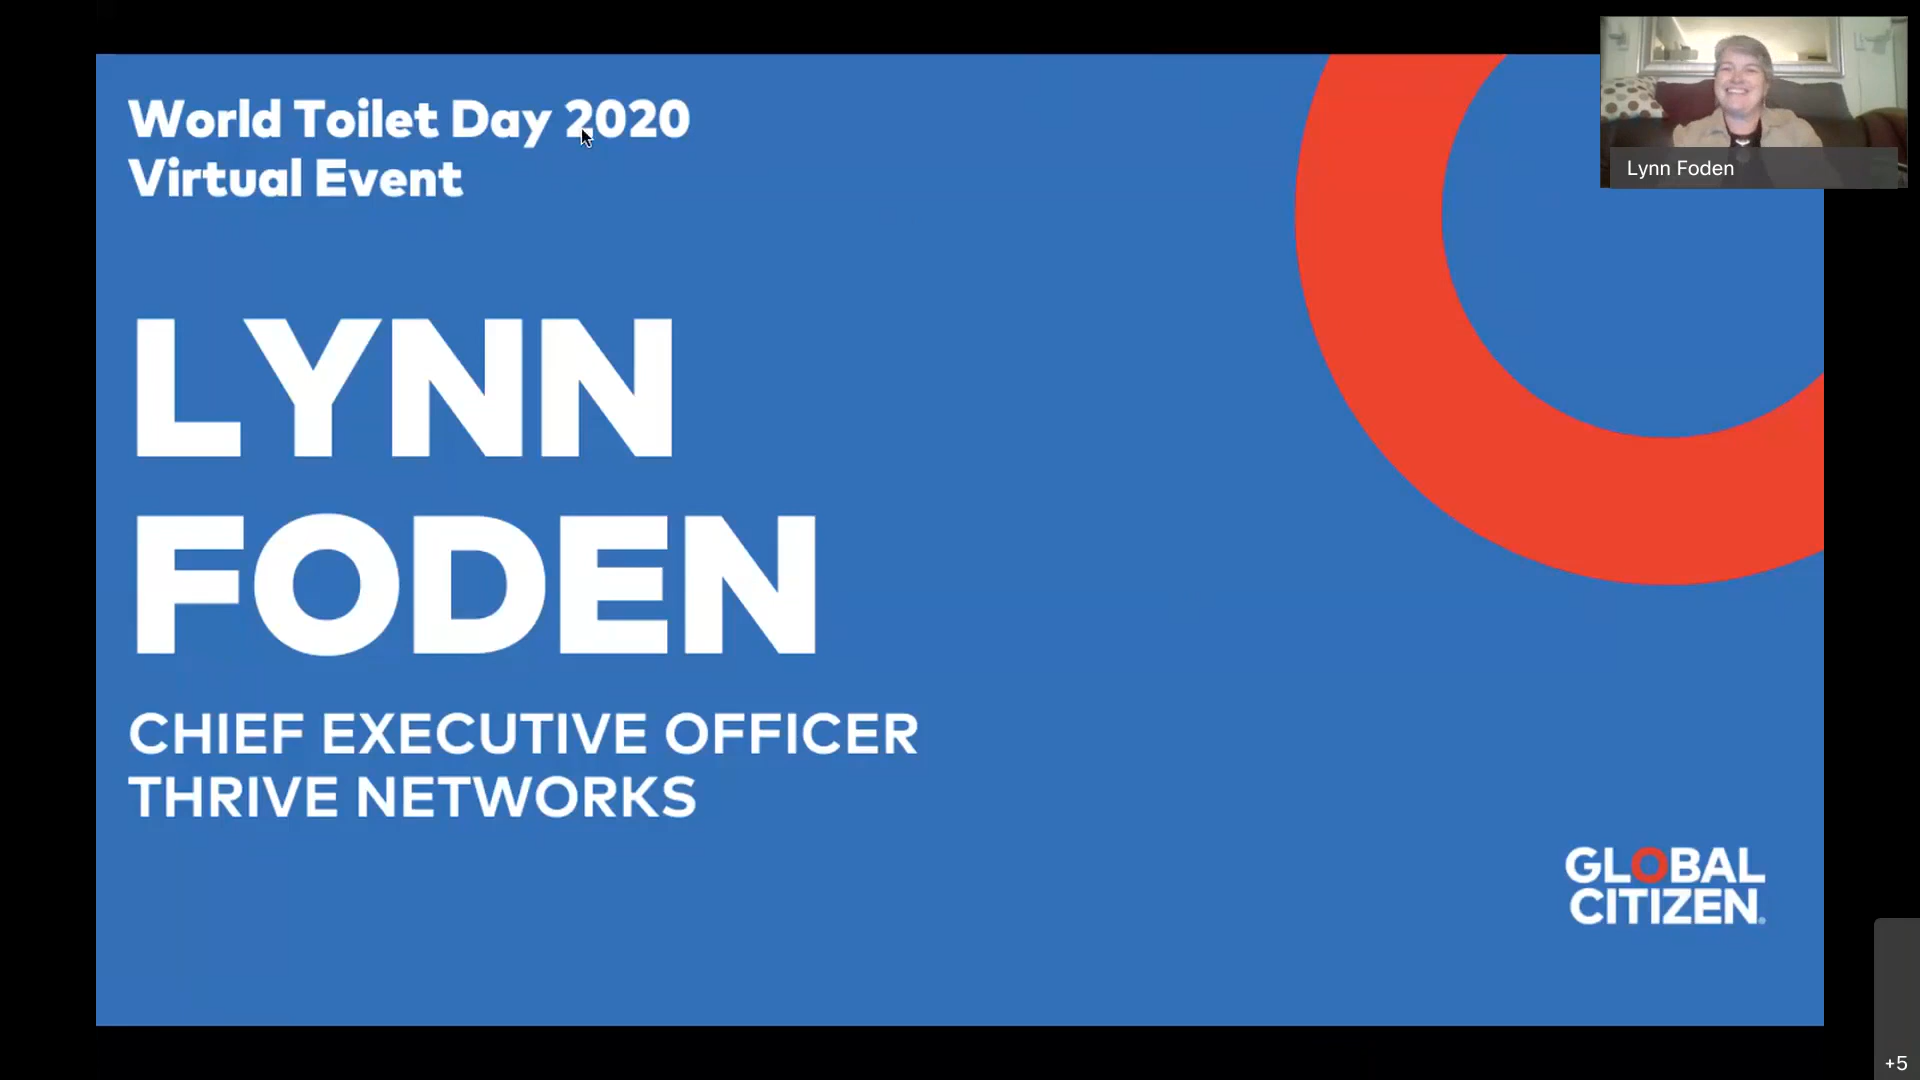 World Toilet Day 2020
Virtual Event
Lynn Foden
LYNN
FODEN
CHIEF EXECUTIVE OFFICER
THRIVE NETWORKS
GLOBAL
CITIZEN.
+5